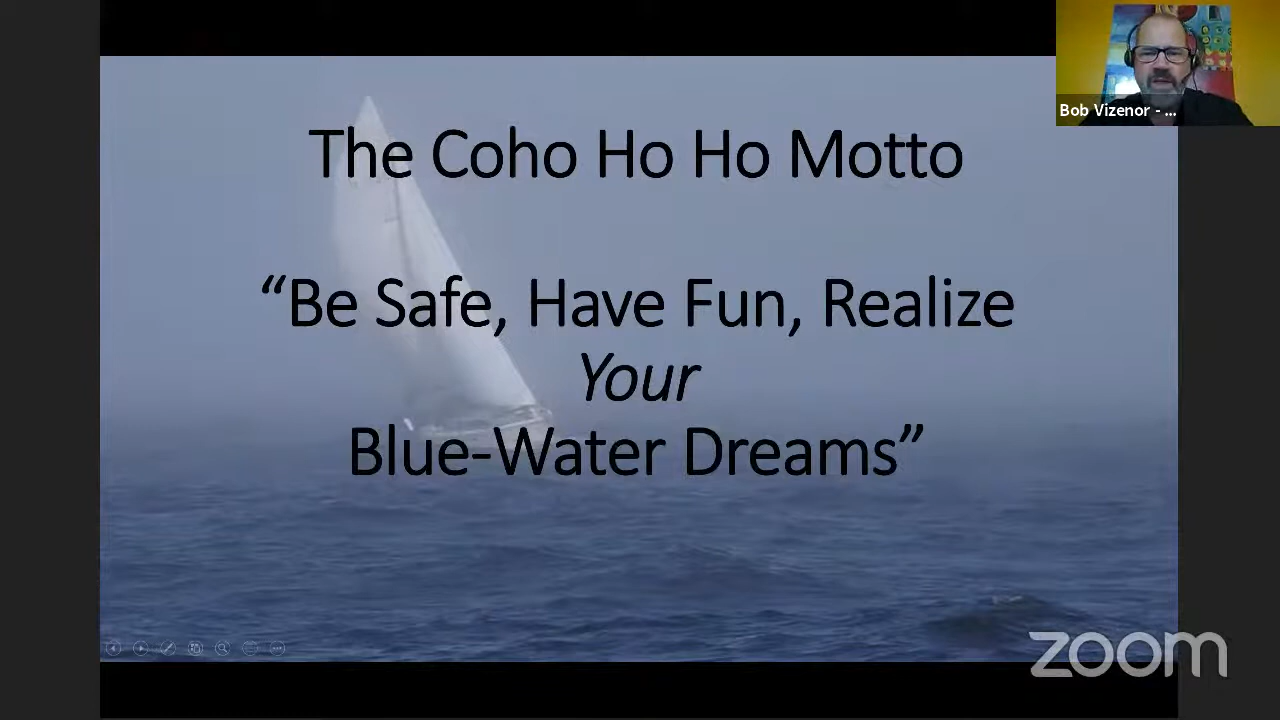 The Coho Ho Ho Motto
“Be Safe, Have Fun, Realize
Your
Blue-Water Dreams”
Bob Vizenor - ...
zoom